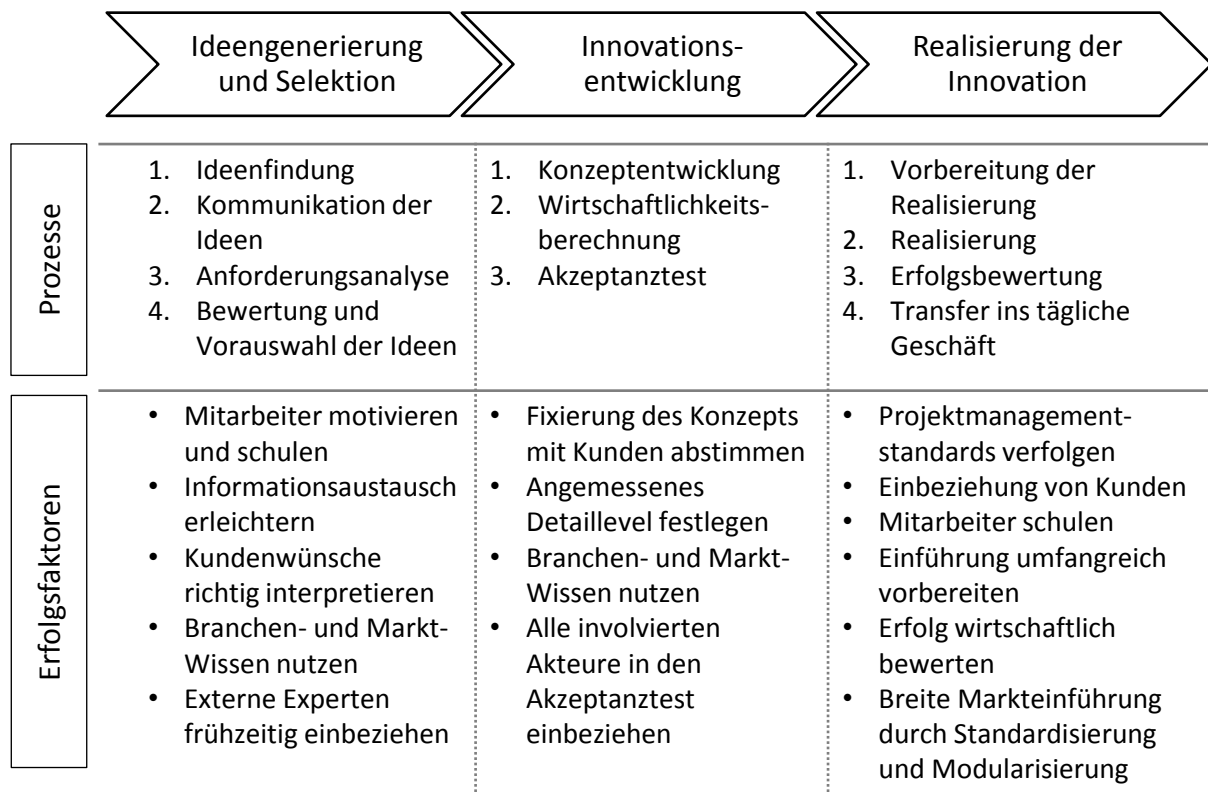 Ideengenerierung
und Selektion
Innovations-
entwicklung
Realisierung der
Innovation
Prozesse
1. Ideenfindung
2. Kommunikation der
Ideen
3. Anforderungsanalyse
4. Bewertung und
Vorauswahl der Ideen
1. Konzeptentwicklung
2. Wirtschaftlichkeits-
berechnung
3. Akzeptanztest
1. Vorbereitung der
Realisierung
2. Realisierung
3. Erfolgsbewertung
4. Transfer ins tägliche
Geschäft
Erfolgsfaktoren
• Mitarbeiter motivieren
und schulen
• Informationsaustausch
erleichtern
• Kundenwünsche
richtig interpretieren
• Branchen- und Markt-
Wissen nutzen
• Externe Experten
frühzeitig einbeziehen
• Fixierung des Konzepts
mit Kunden abstimmen
• Angemessenes
Detaillevel festlegen
• Branchen- und Markt-
Wissen nutzen
• Alle involvierten
Akteure in den
Akzeptanztest
einbeziehen
• Projektmanagement-
standards verfolgen
• Einbeziehung von Kunden
• Mitarbeiter schulen
• Einführung umfangreich
vorbereiten
• Erfolg wirtschaftlich
bewerten
• Breite Markteinführung
durch Standardisierung
und Modularisierung